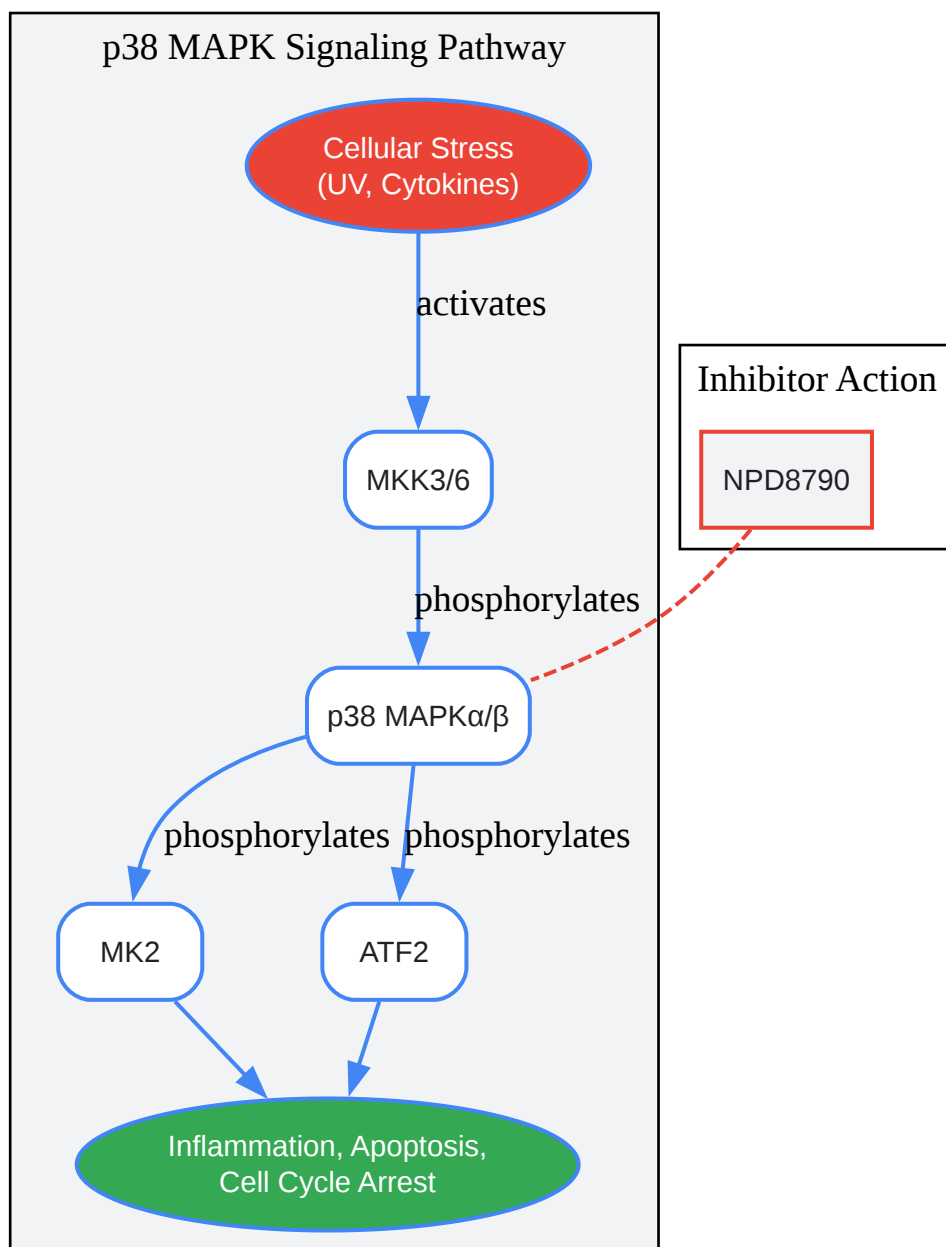 p38 MAPK Signaling Pathway
Cellular Stress
(UV, Cytokines)
activates
Inhibitor Action
MKK3/6
NPD8790
phosphorylates
p38 MAPKα/β
phosphorylates
phosphorylates
MK2
ATF2
Inflammation, Apoptosis,
Cell Cycle Arrest